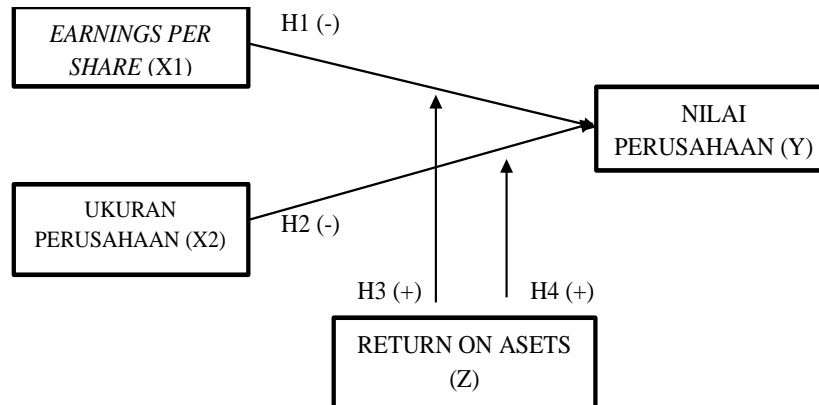 H1 (-)
EARNINGS PER
SHARE (X1)
NILAI
PERUSAHAAN (Y)
UKURAN
PERUSAHAAN (X2)
H2 (-)
H3 (+)
H4 (+)
RETURN ON ASETS
(Z)